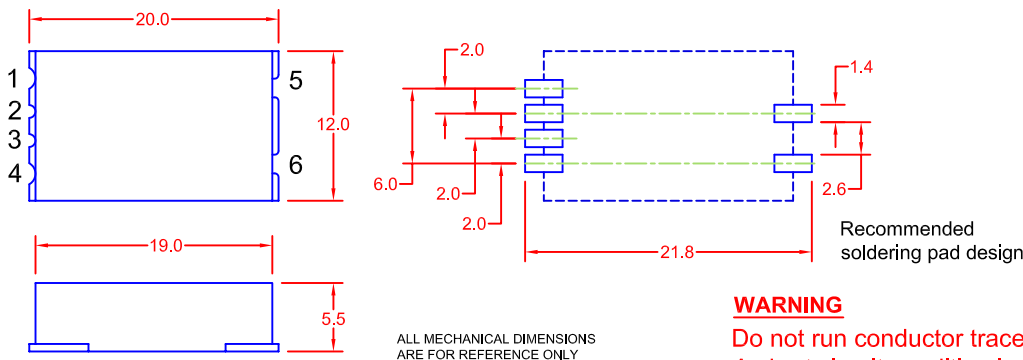 20.0
1
2
3
4
5
6
12.0
19.0
5.5
2.0
6.0
2.0
2.0
1.4
2.6
21.8
Recommended
soldering pad design
ALL MECHANICAL DIMENSIONS
ARE FOR REFERENCE ONLY
WARNING
Do not run conductor trace